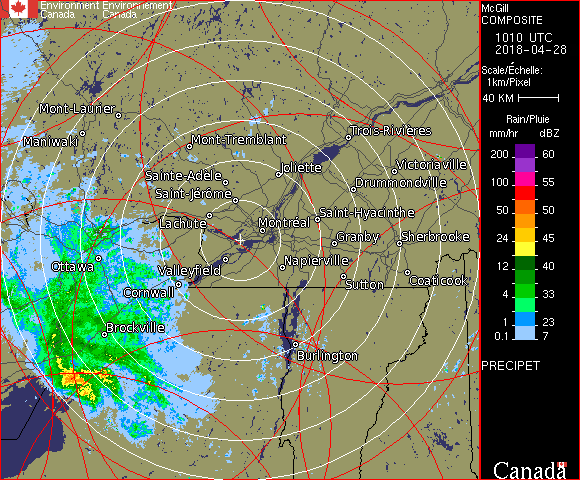 Environment Environnement
Canada Canada
McGill
COMPOSITE
1010 UTC
2018-04-28
Scale/Échelle:
1km/Pixel
40 KM
Rain/Pluie
mm/hr dBZ
200 60
100 55
50 50
24 45
12 40
4 33
1 23
0.1 7
PRECIPET
Mont-Laurier
Maniwaki
Mont-Tremblant
Trois-Rivières
Sainte-Adèle
Joliette
Victoriaville
Saint-Jérôme
Drummondville
Lachute
Montréal
Saint-Hyacinthe
Granby
Sherbrooke
Ottawa
Valleyfield
Napierville
Cornwall
Sutton
Coaticook
Brockville
Burlington
Canada